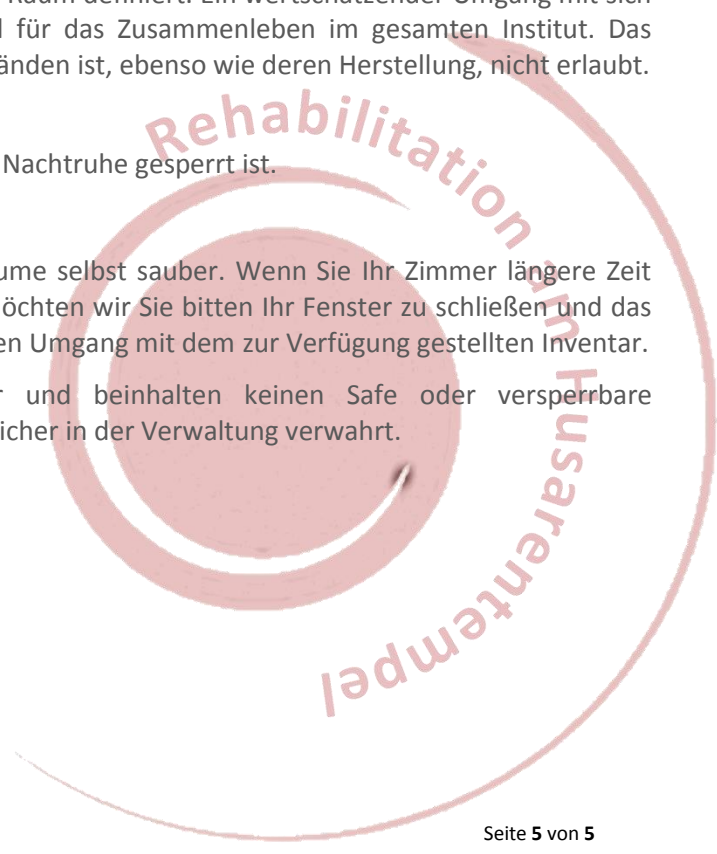 Raum definiert. Ein wertschätzender Umgang mit sich
für das Zusammenleben im gesamten Institut. Das
änden ist, ebenso wie deren Herstellung, nicht erlaubt.
Nachtruhe gesperrt ist.
ume selbst sauber. Wenn Sie Ihr Zimmer längere Zeit
öchten wir Sie bitten Ihr Fenster zu schließen und das
en Umgang mit dem zur Verfügung gestellten Inventar.
r und beinhalten keinen Safe oder versperrbare
icher in der Verwaltung verwahrt.
Rehabilitation am Husarentempel
Seite 5 von 5